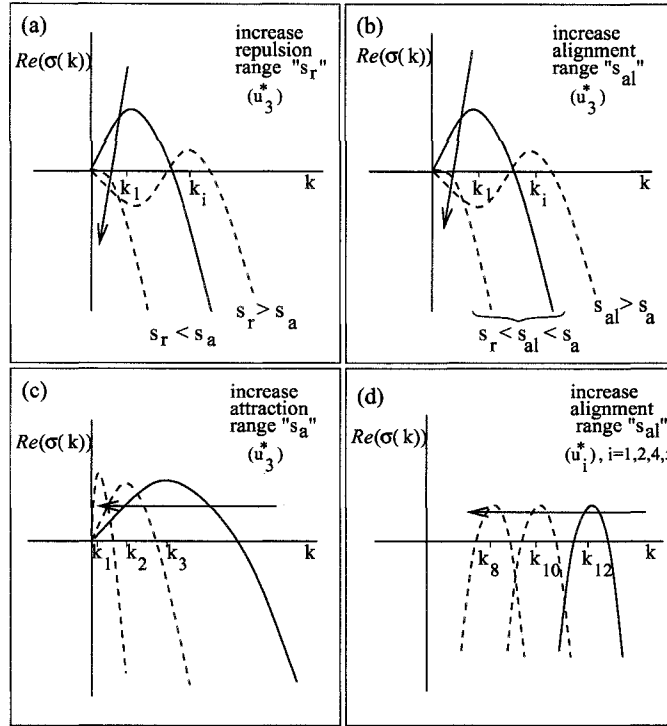 (a)
increase
repulsion
range "s_r"
(u*_3)
Re(σ(k))
k_1
k_i
k
s_r > s_a
s_r < s_a
(b)
increase
alignment
range "s_al"
(u*_3)
Re(σ(k))
k_1
k_i
k
s_al > s_a
s_r < s_al < s_a
(c)
increase
attraction
range "s_a"
(u*_3)
Re(σ(k))
k
k_1
k_2
k_3
(d)
increase
alignment
range "s_al"
(u*_i), i=1,2,4,
Re(σ(k))
k
k_8
k_10
k_12